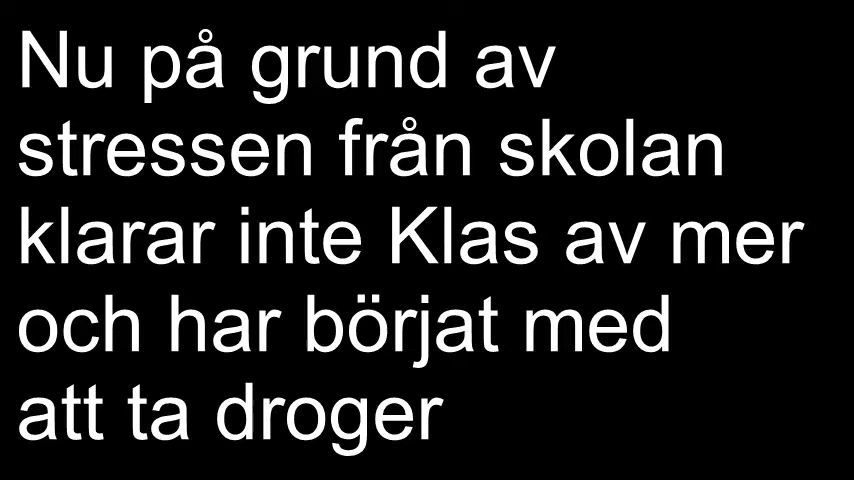 Nu på grund av
stressen från skolan
klarar inte Klas av mer
och har börjat med
att ta droger